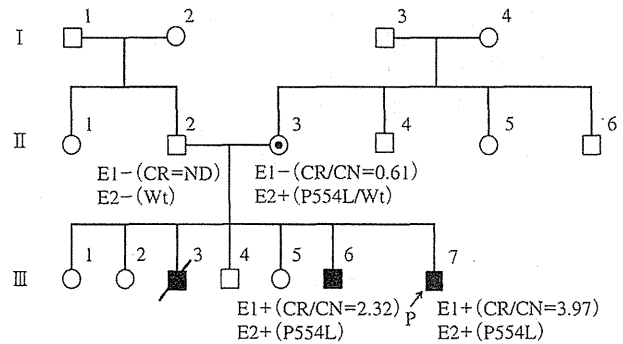 1 2 3 4
I
1 2 3 4 5 6
II
E1−(CR=ND) E1−(CR/CN=0.61)
E2−(Wt) E2+(P554L/Wt)
1 2 3 4 5 6 7
III
E1+(CR/CN=2.32) P E1+(CR/CN=3.97)
E2+(P554L) E2+(P554L)